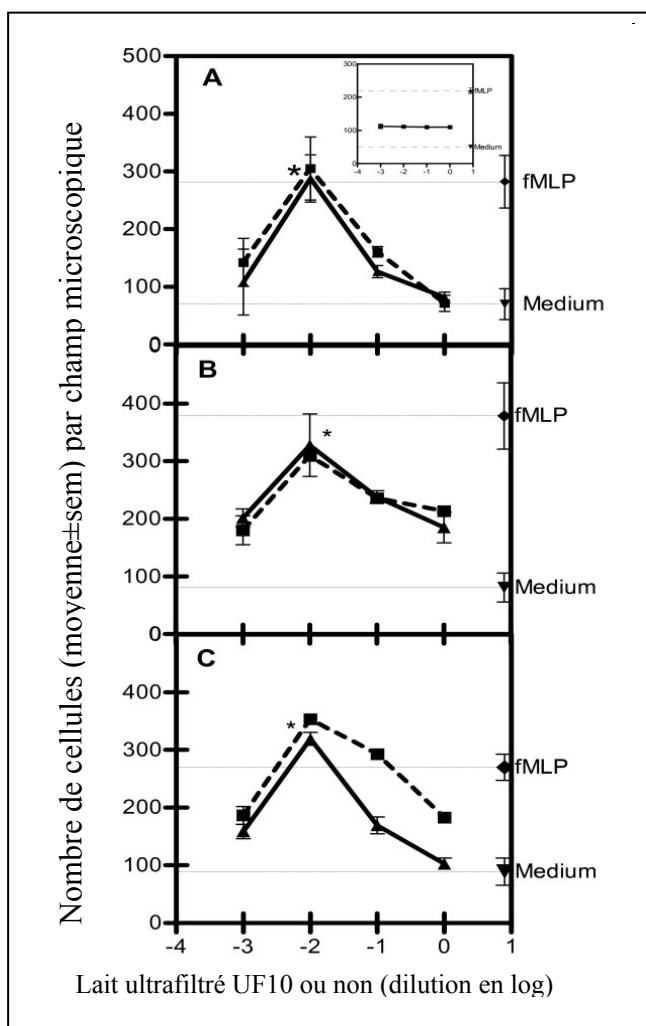 Nombre de cellules (moyenne±sem) par champ microscopique
500
400
300
200
100
0
A
*
300
200
100
0
-4 -3 -2 -1 0 1
fMLP
Medium
fMLP
Medium
400
300
200
100
0
B
*
fMLP
Medium
400
300
200
100
0
C
*
fMLP
Medium
-4 -3 -2 -1 0 1
Lait ultrafiltré UF10 ou non (dilution en log)